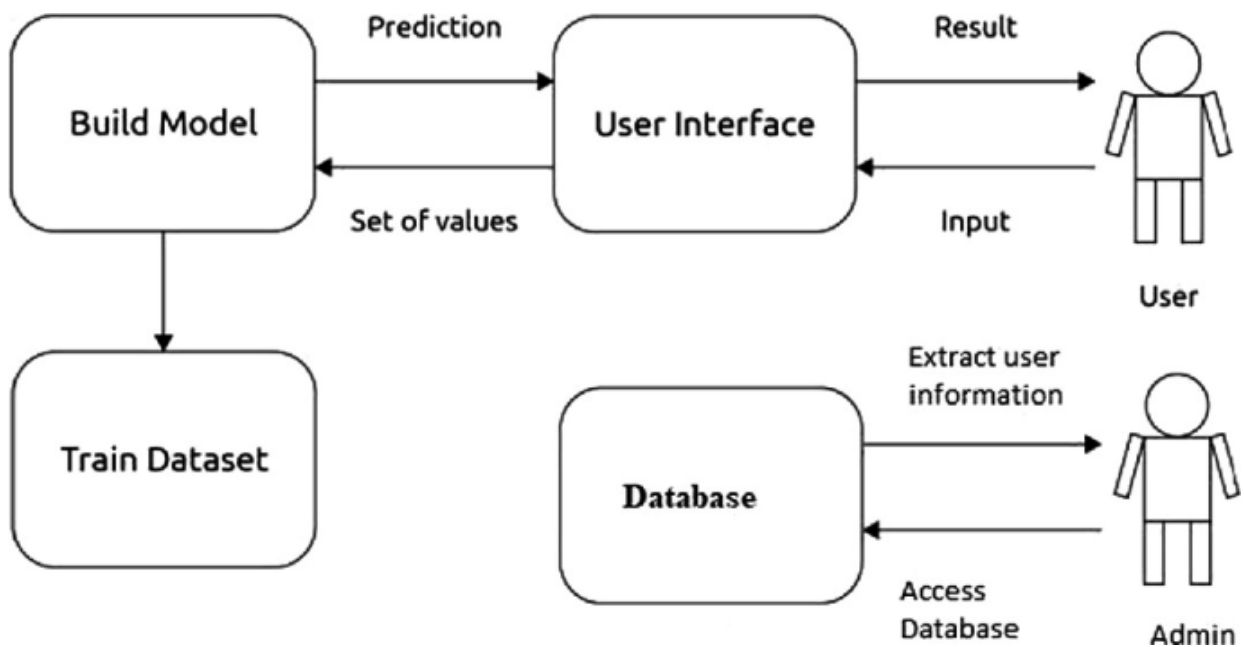 Prediction
Result
Build Model
User Interface
Set of values
Input
User
Extract user
information
Train Dataset
Database
Access
Database
Admin